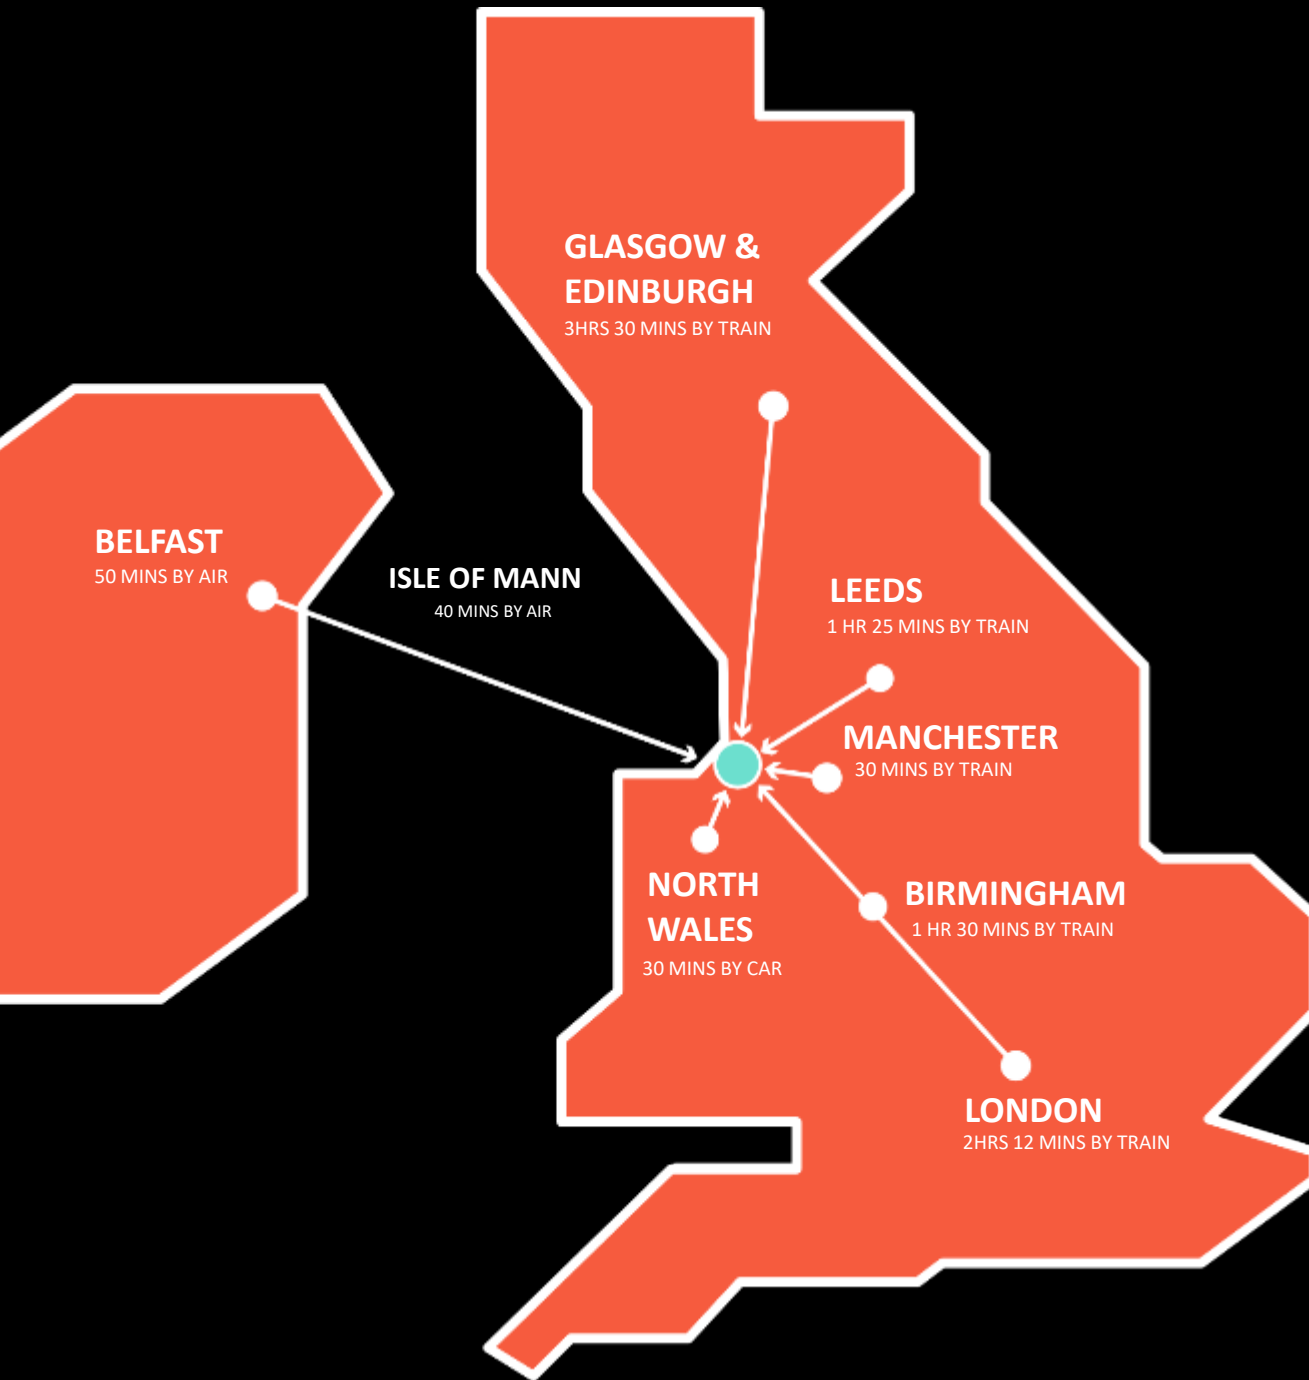 GLASGOW &
EDINBURGH
3HRS 30 MINS BY TRAIN
BELFAST
50 MINS BY AIR
ISLE OF MANN
40 MINS BY AIR
LEEDS
1 HR 25 MINS BY TRAIN
MANCHESTER
30 MINS BY TRAIN
NORTH
WALES
30 MINS BY CAR
BIRMINGHAM
1 HR 30 MINS BY TRAIN
LONDON
2HRS 12 MINS BY TRAIN